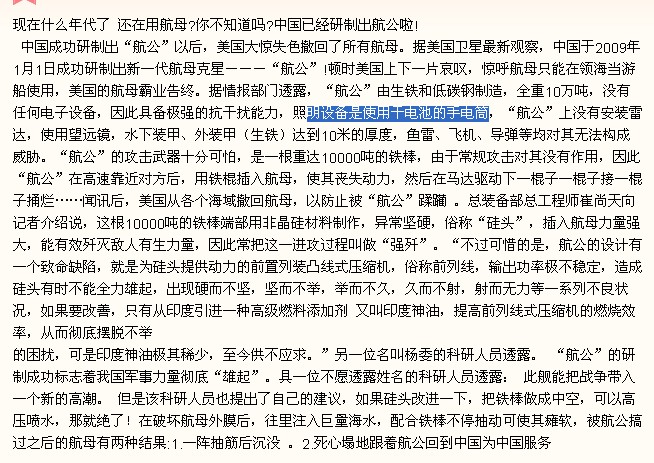 现在什么年代了 还在用航母?你不知道吗?中国已经研制出航公啦!
中国成功研制出“航公”以后，美国大惊失色撤回了所有航母。据美国卫星最新观察，中国于2009年
1月1日成功研制出新一代航母克星－－－“航公”!顿时美国上下一片哀叹，惊呼航母只能在领海当游
船使用，美国的航母霸业告终。据情报部门透露，“航公”由生铁和低碳钢制造，全重10万吨，没有
任何电子设备，因此具备极强的抗干扰能力，照明设备是使用干电池的手电筒，“航公”上没有安装雷
达，使用望远镜，水下装甲、外装甲（生铁）达到10米的厚度，鱼雷、飞机、导弹等均对其无法构成
威胁。“航公”的攻击武器十分可怕，是一根重达10000吨的铁棒，由于常规攻击对其没有作用，因此
“航公”在高速靠近对方后，用铁棍插入航母，使其丧失动力，然后在马达驱动下一棍子一棍子接一棍
子捅烂……闻讯后，美国从各个海域撤回航母，以防止被“航公”蹂躏 。总装备部总工程师崔尚天向
记者介绍说，这根10000吨的铁棒端部用非晶硅材料制作，异常坚硬，俗称“硅头”，插入航母力量强
大，能有效歼灭敌人有生力量，因此常把这一进攻过程叫做“强歼”。“不过可惜的是，航公的设计有
一个致命缺陷，就是为硅头提供动力的前置列装凸线式压缩机，俗称前列线，输出功率极不稳定，造成
硅头有时不能全力雄起，出现硬而不坚，坚而不举，举而不久，久而不射，射而无力等一系列不良状
况，如果要改善，只有从印度引进一种高级燃料添加剂 又叫印度神油，提高前列线式压缩机的燃烧效
率，从而彻底摆脱不举
的困扰，可是印度神油极其稀少，至今供不应求。”另一位名叫杨委的科研人员透露。 “航公”的研
制成功标志着我国军事力量彻底“雄起”。具一位不愿透露姓名的科研人员透露： 此舰能把战争带入
一个新的高潮。 但是该科研人员也提出了自己的建议，如果硅头改进一下，把铁棒做成中空，可以高
压喷水，那就绝了！在破坏航母外膜后，往里注入巨量海水，配合铁棒不停抽动可使其瘫软，被航公搞
过之后的航母有两种结果:1.一阵抽筋后沉没 。2.死心塌地跟着航公回到中国为中国服务